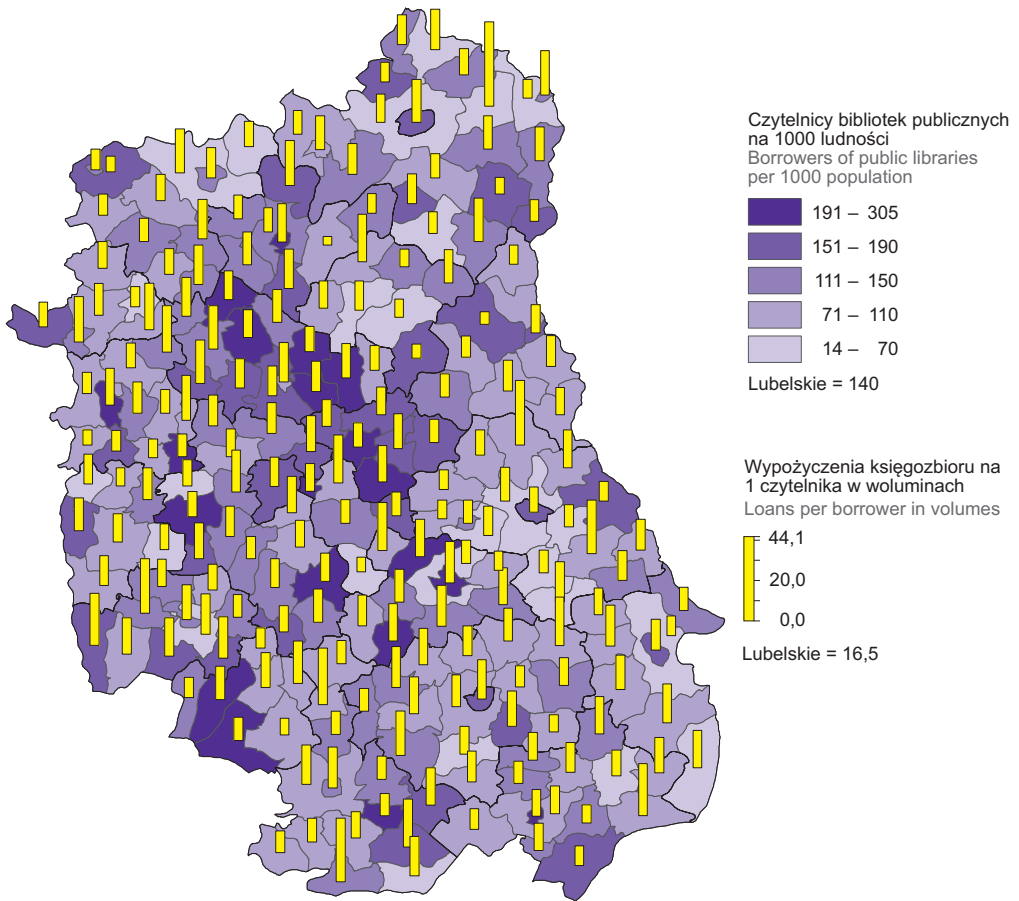 Czytelnicy bibliotek publicznych
na 1000 ludności
Borrowers of public libraries
per 1000 population
191 – 305
151 – 190
111 – 150
71 – 110
14 – 70
Lubelskie = 140
Wypożyczenia księgozbioru na
1 czytelnika w woluminach
Loans per borrower in volumes
44,1
20,0
0,0
Lubelskie = 16,5